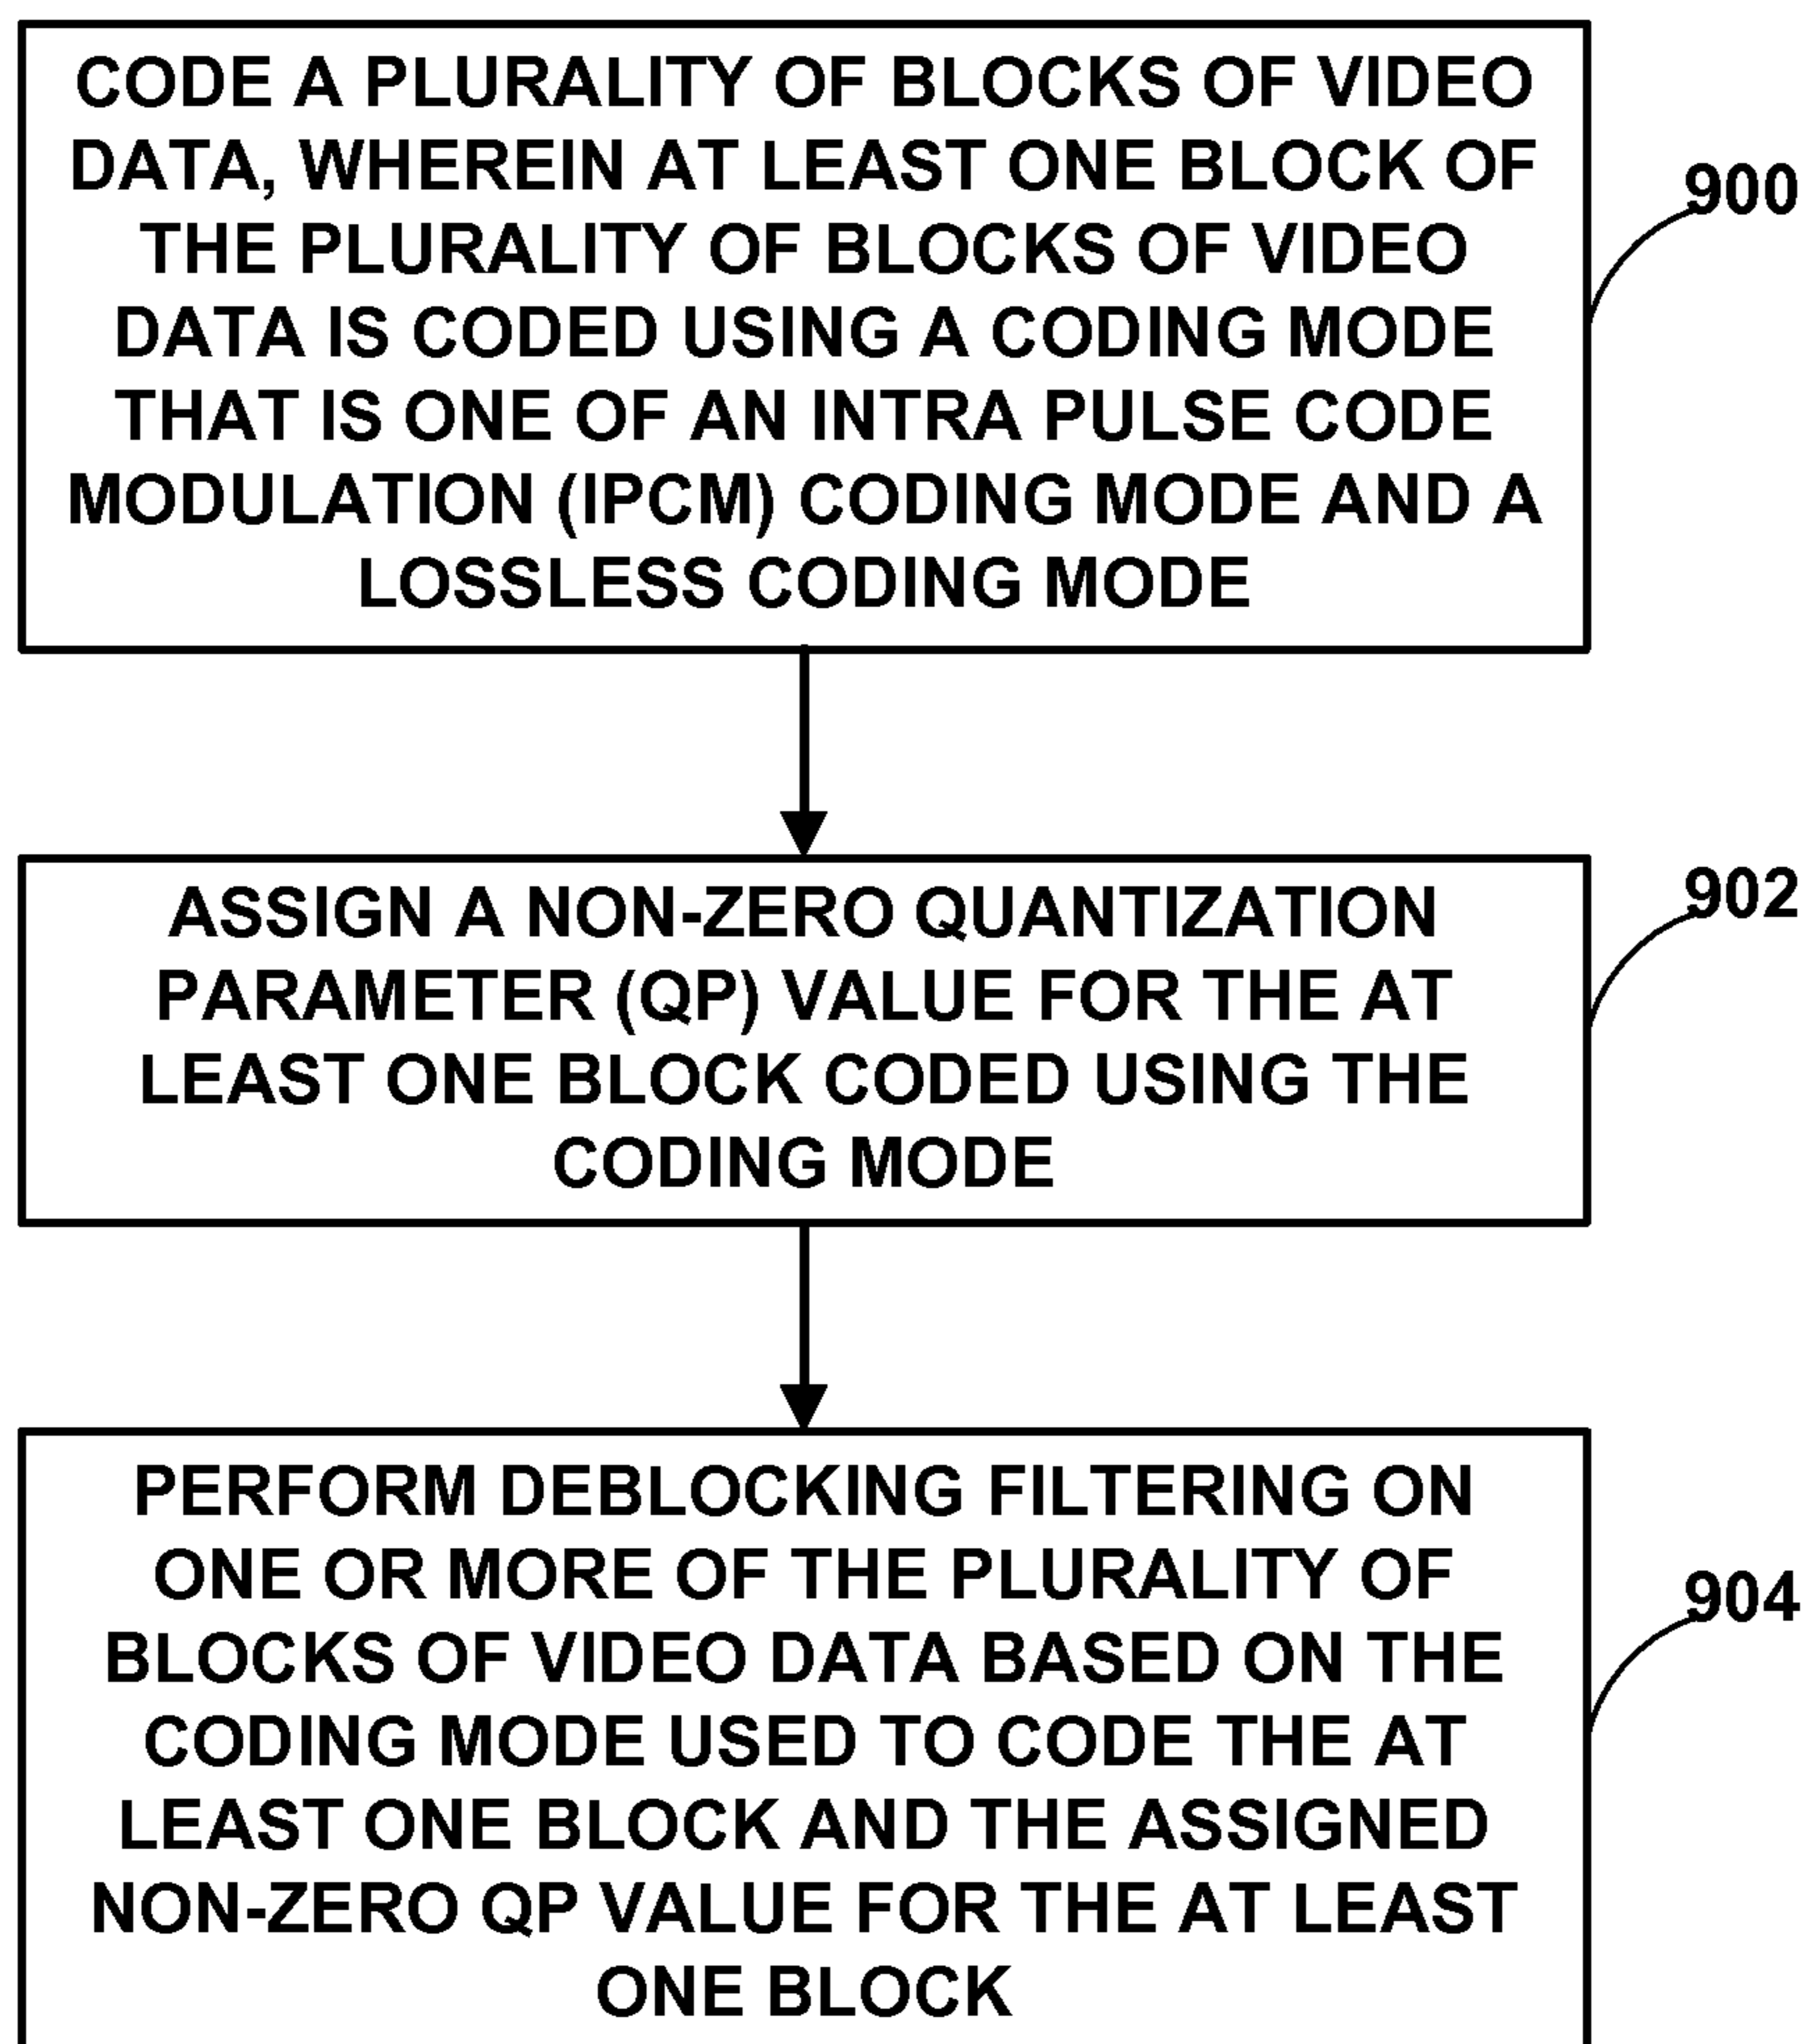 CODE A PLURALITY OF BLOCKS OF VIDEO
DATA, WHEREIN AT LEAST ONE BLOCK OF
THE PLURALITY OF BLOCKS OF VIDEO
DATA IS CODED USING A CODING MODE
THAT IS ONE OF AN INTRA PULSE CODE
MODULATION (IPCM) CODING MODE AND A
LOSSLESS CODING MODE
900
ASSIGN A NON-ZERO QUANTIZATION
PARAMETER (QP) VALUE FOR THE AT
LEAST ONE BLOCK CODED USING THE
CODING MODE
902
PERFORM DEBLOCKING FILTERING ON
ONE OR MORE OF THE PLURALITY OF
BLOCKS OF VIDEO DATA BASED ON THE
CODING MODE USED TO CODE THE AT
LEAST ONE BLOCK AND THE ASSIGNED
NON-ZERO QP VALUE FOR THE AT LEAST
ONE BLOCK
904